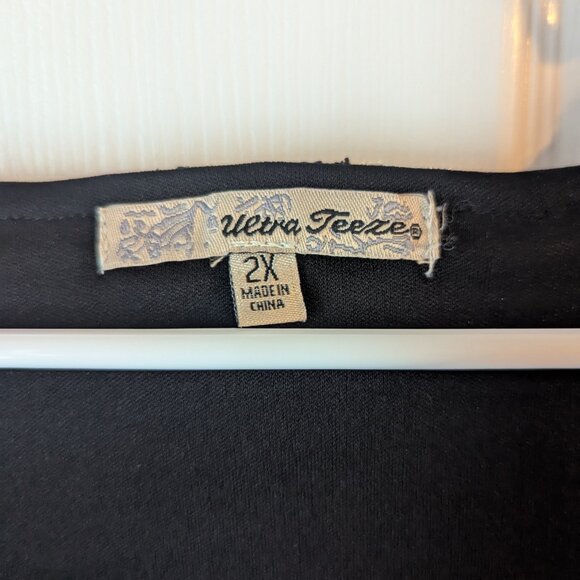 Ultra Teeze®
2X
MADE IN
CHINA